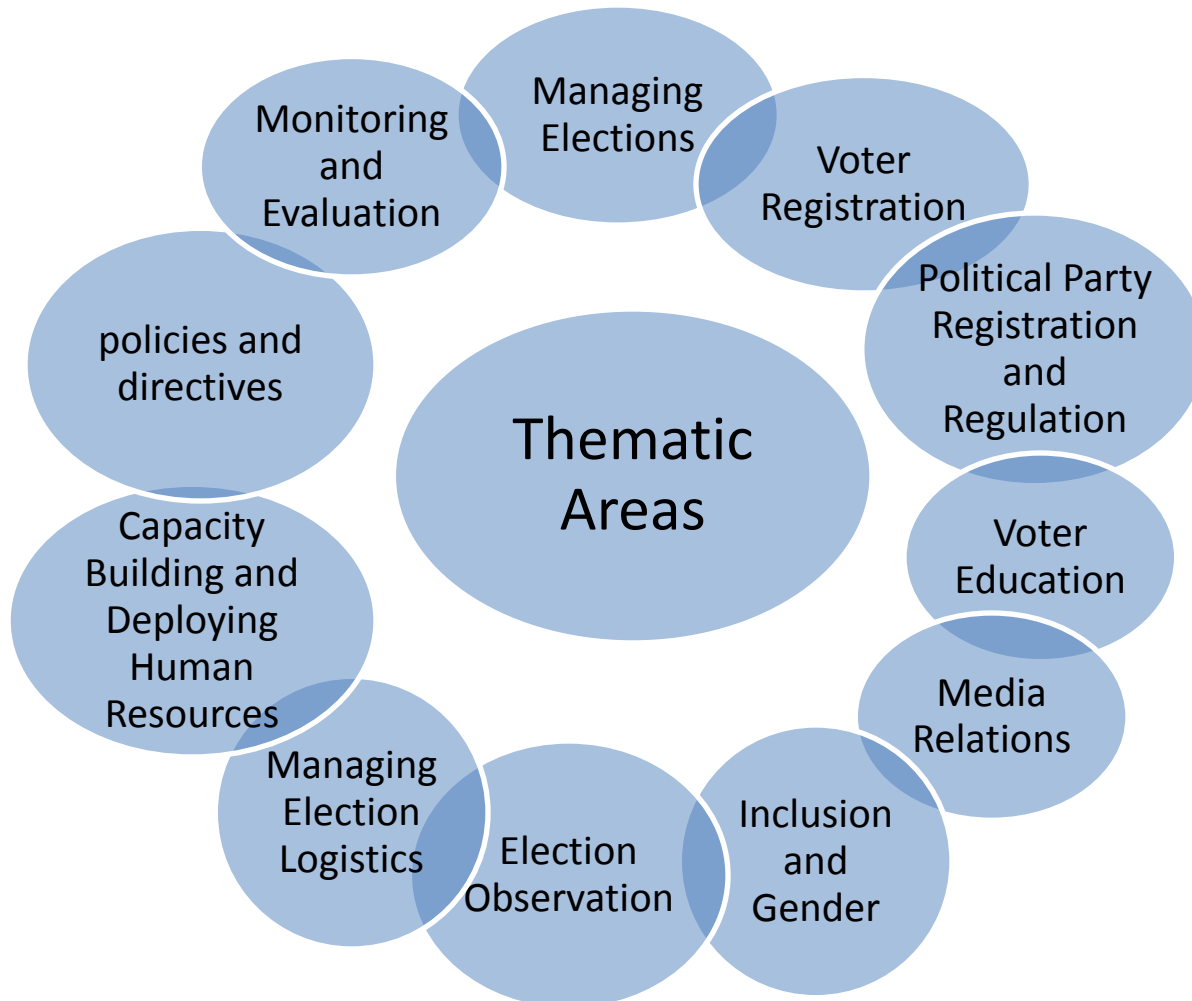 Managing
Elections
Voter
Registration
Political Party
Registration
and
Regulation
Voter
Education
Media
Relations
Inclusion
and
Gender
Election
Observation
Managing
Election
Logistics
Capacity
Building and
Deploying
Human
Resources
policies and
directives
Monitoring
and
Evaluation
Thematic
Areas